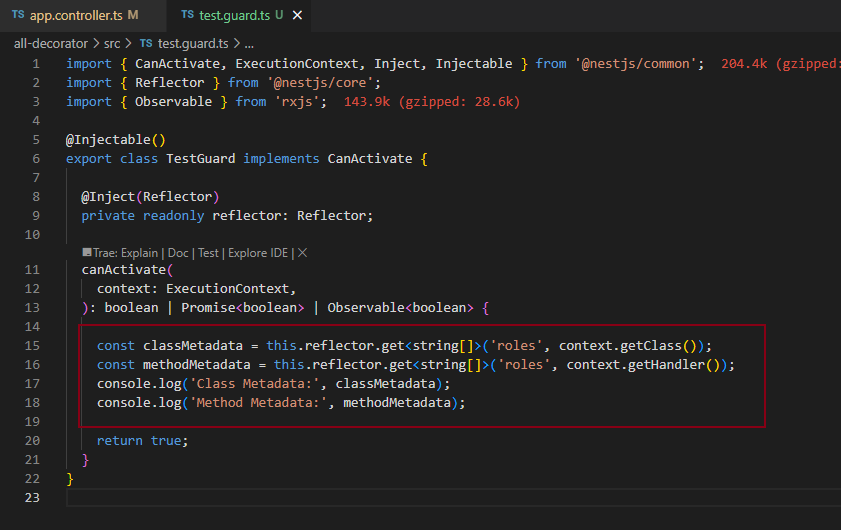 TS app.controller.ts M TS test.guard.ts U ×
all-decorator > src > TS test.guard.ts > ...
1 import { CanActivate, ExecutionContext, Inject, Injectable } from '@nestjs/common'; 204.4k (gzipped:
2 import { Reflector } from '@nestjs/core';
3 import { Observable } from 'rxjs'; 143.9k (gzipped: 28.6k)
4
5 @Injectable()
6 export class TestGuard implements CanActivate {
7
8 @Inject(Reflector)
9 private readonly reflector: Reflector;
10
Trae: Explain | Doc | Test | Explore IDE | ×
11 canActivate(
12 context: ExecutionContext,
13 ): boolean | Promise<boolean> | Observable<boolean> {
14
15 const classMetadata = this.reflector.get<string[]>('roles', context.getClass());
16 const methodMetadata = this.reflector.get<string[]>('roles', context.getHandler());
17 console.log('Class Metadata:', classMetadata);
18 console.log('Method Metadata:', methodMetadata);
19
20 return true;
21 }
22 }
23